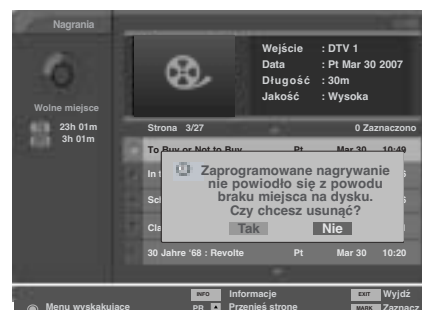 Nagrania
Wejście : DTV 1
Data : Pt Mar 30 2007
Długość : 30m
Jakość : Wysoka
Wolne miejsce
23h 01m
3h 01m
Strona 3/27 0 Zaznaczono
To Buy or Not to Buy Pt Mar 30 10:49
In
Sc
Cla
Zaprogramowane nagrywanie
nie powiodło się z powodu
braku miejsca na dysku.
Czy chcesz usunąć?
Tak Nie
30 Jahre '68 : Revolte Pt Mar 30 10:20
INFO Informacje EXIT Wyjdź
Menu wyskakujące PR Przenieś stronę MARK Zaznacz